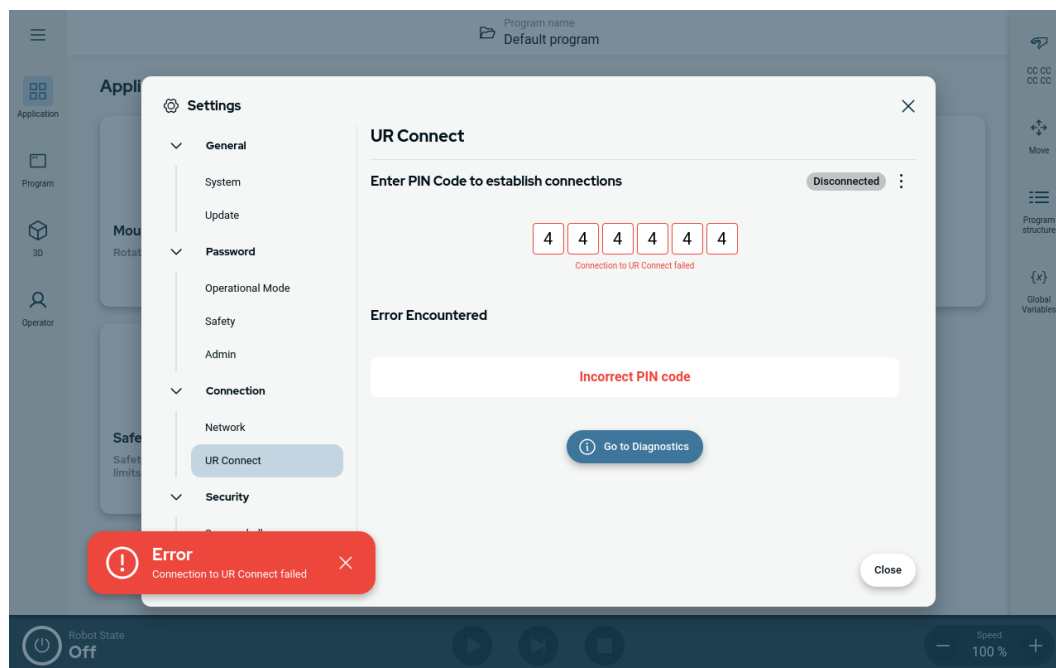 Program name
Default program
Appli
Application
Program
3D
Operator
Mou
Rotat
Safe
Safet
limits
Settings
General
System
Update
Password
Operational Mode
Safety
Admin
Connection
Network
UR Connect
Security
UR Connect
Enter PIN Code to establish connections
Disconnected
4 4 4 4 4 4
Connection to UR Connect failed
Error Encountered
Incorrect PIN code
Go to Diagnostics
Close
Error
Connection to UR Connect failed
CC CC
CC CC
Move
Program
structure
{x}
Global
Variables
Robot State
Off
Speed
100 %